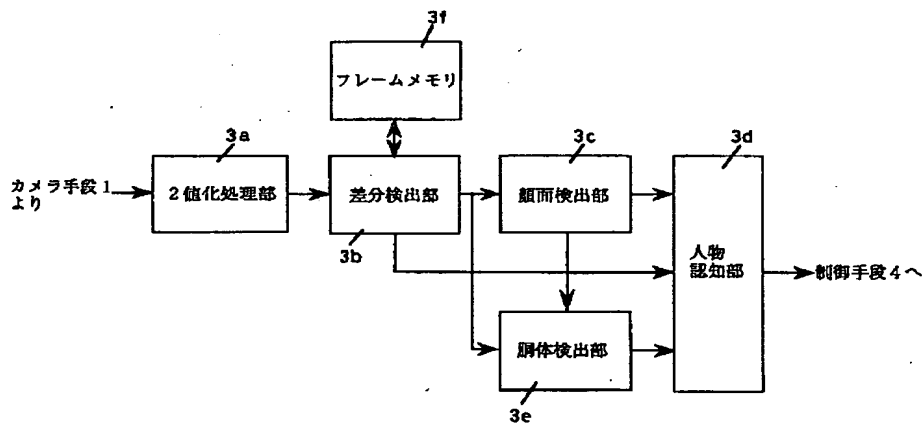 3f
フレームメモリ
3a
3c
3d
カメラ手段1
より
2値化処理部
差分検出部
顔面検出部
3b
人物
認知部
制御手段4へ
胴体検出部
3e